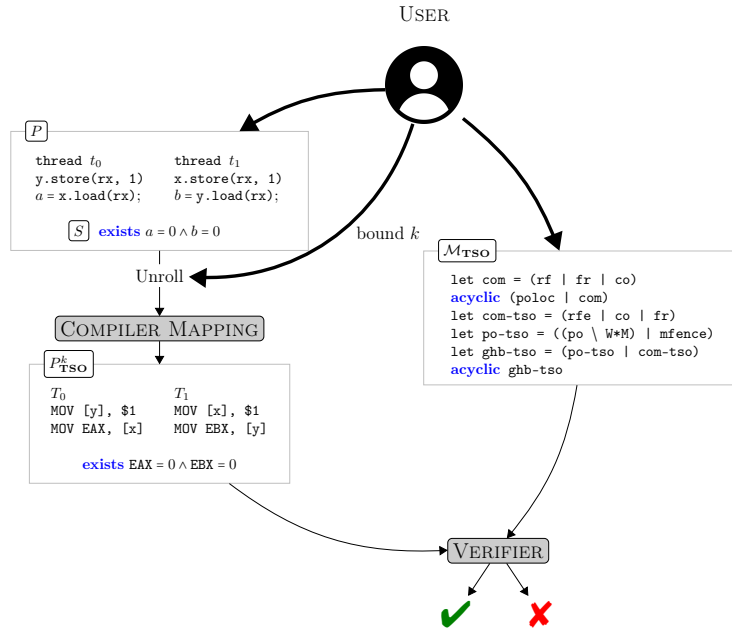 USER
P
thread t₀ thread t₁
y.store(rx, 1) x.store(rx, 1)
a = x.load(rx); b = y.load(rx);
S exists a = 0 ∧ b = 0
bound k
Unroll
COMPILER MAPPING
P^k_TSO
T₀ T₁
MOV [y], $1 MOV [x], $1
MOV EAX, [x] MOV EBX, [y]
exists EAX = 0 ∧ EBX = 0
M_TSO
let com = (rf | fr | co)
acyclic (poloc | com)
let com-tso = (rfe | co | fr)
let po-tso = ((po \ W*M) | mfence)
let ghb-tso = (po-tso | com-tso)
acyclic ghb-tso
VERIFIER
✔ ✘